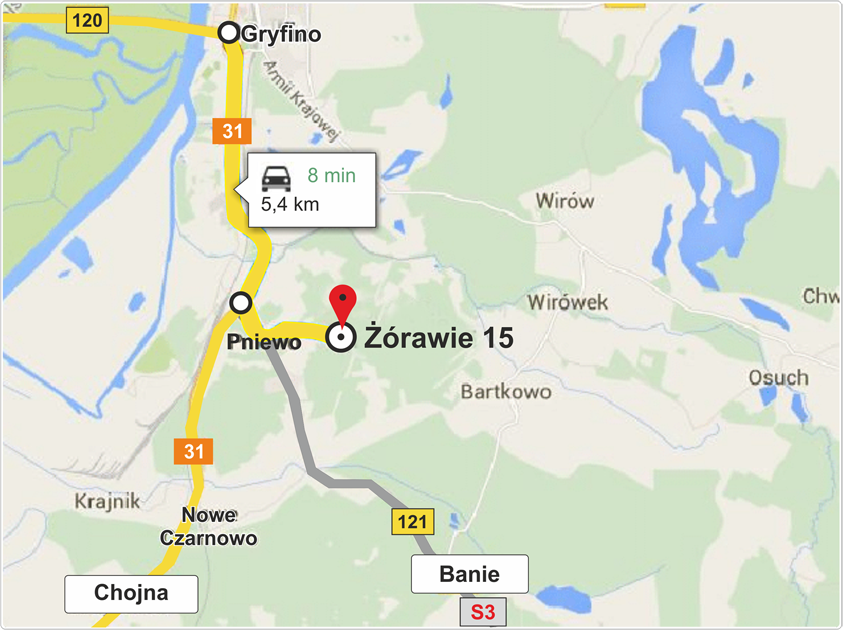 120
Gryfino
Armii Krajowej
31
8 min
5,4 km
Wirów
Wirówek
Chw
Pniewo
Żórawie 15
Osuch
Bartkowo
31
Krajnik
Nowe
Czarnowo
121
Banie
Chojna
S3